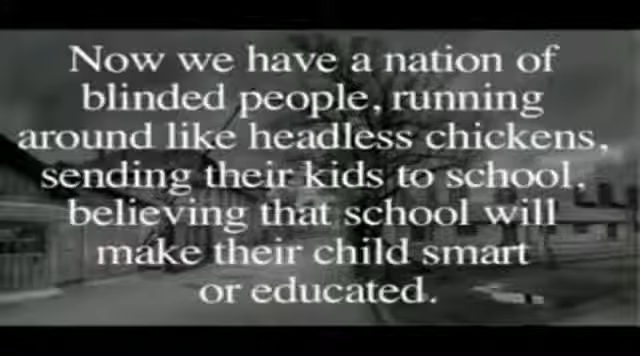 Now we have a nation of
blinded people, running
around like headless chickens,
sending their kids to school,
believing that school will
make their child smart
or educated.